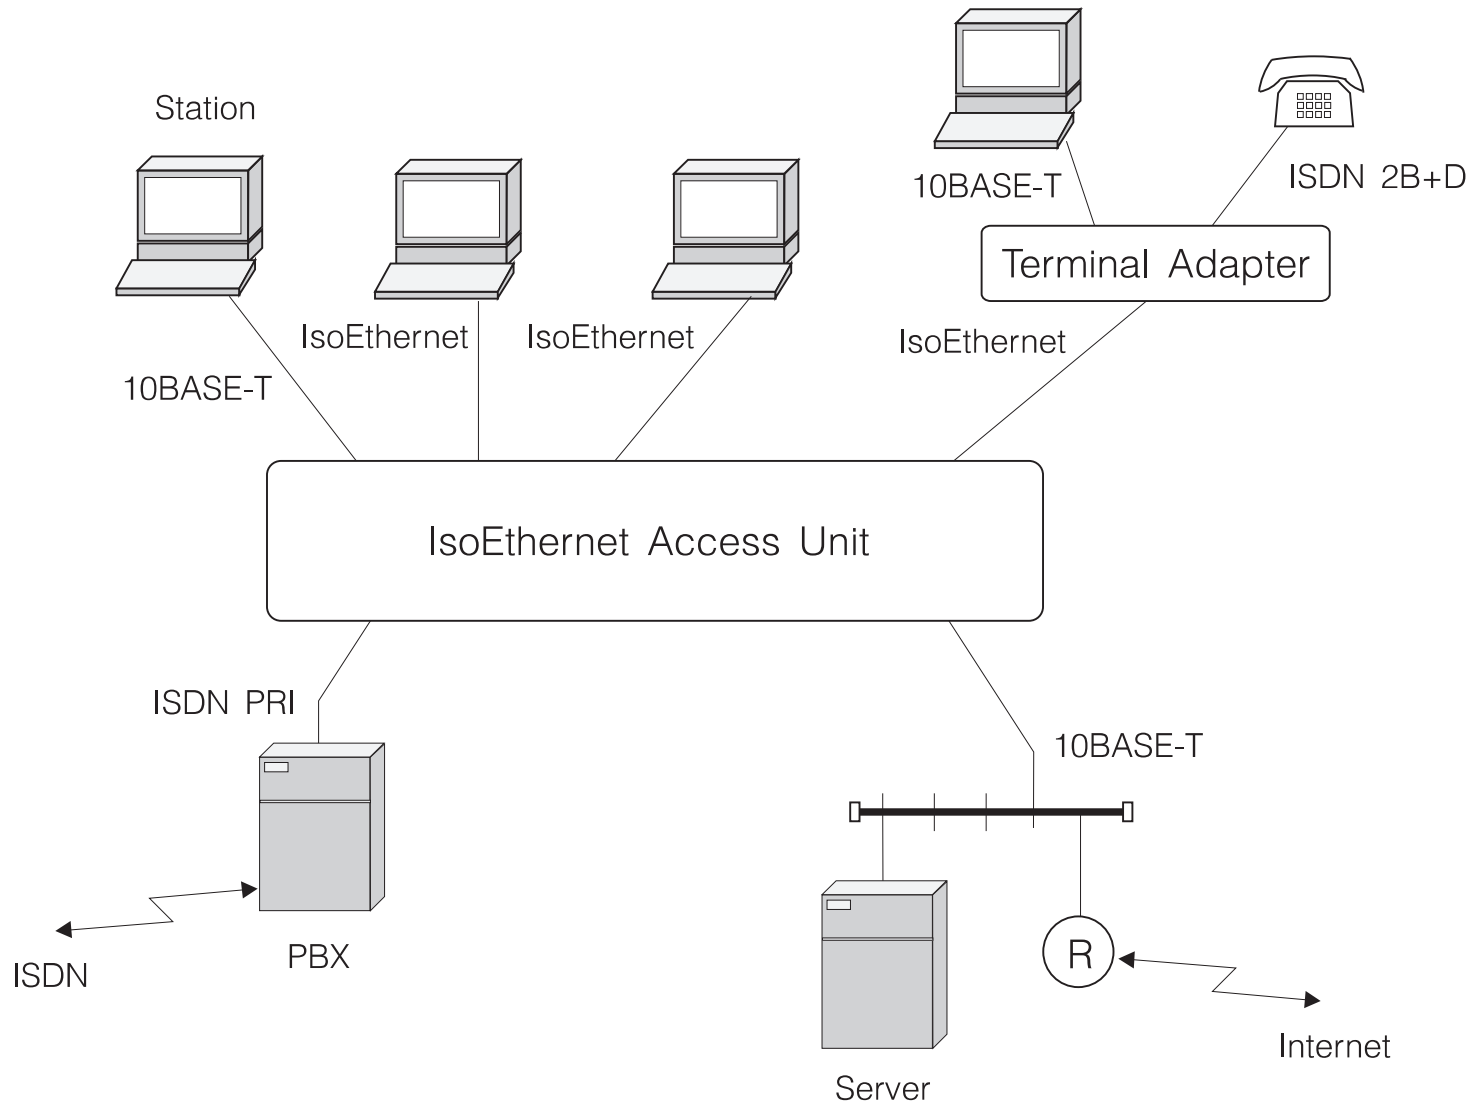 Station
10BASE-T
ISDN 2B+D
Terminal Adapter
IsoEthernet
IsoEthernet
IsoEthernet
10BASE-T
IsoEthernet Access Unit
ISDN PRI
10BASE-T
PBX
R
ISDN
Internet
Server